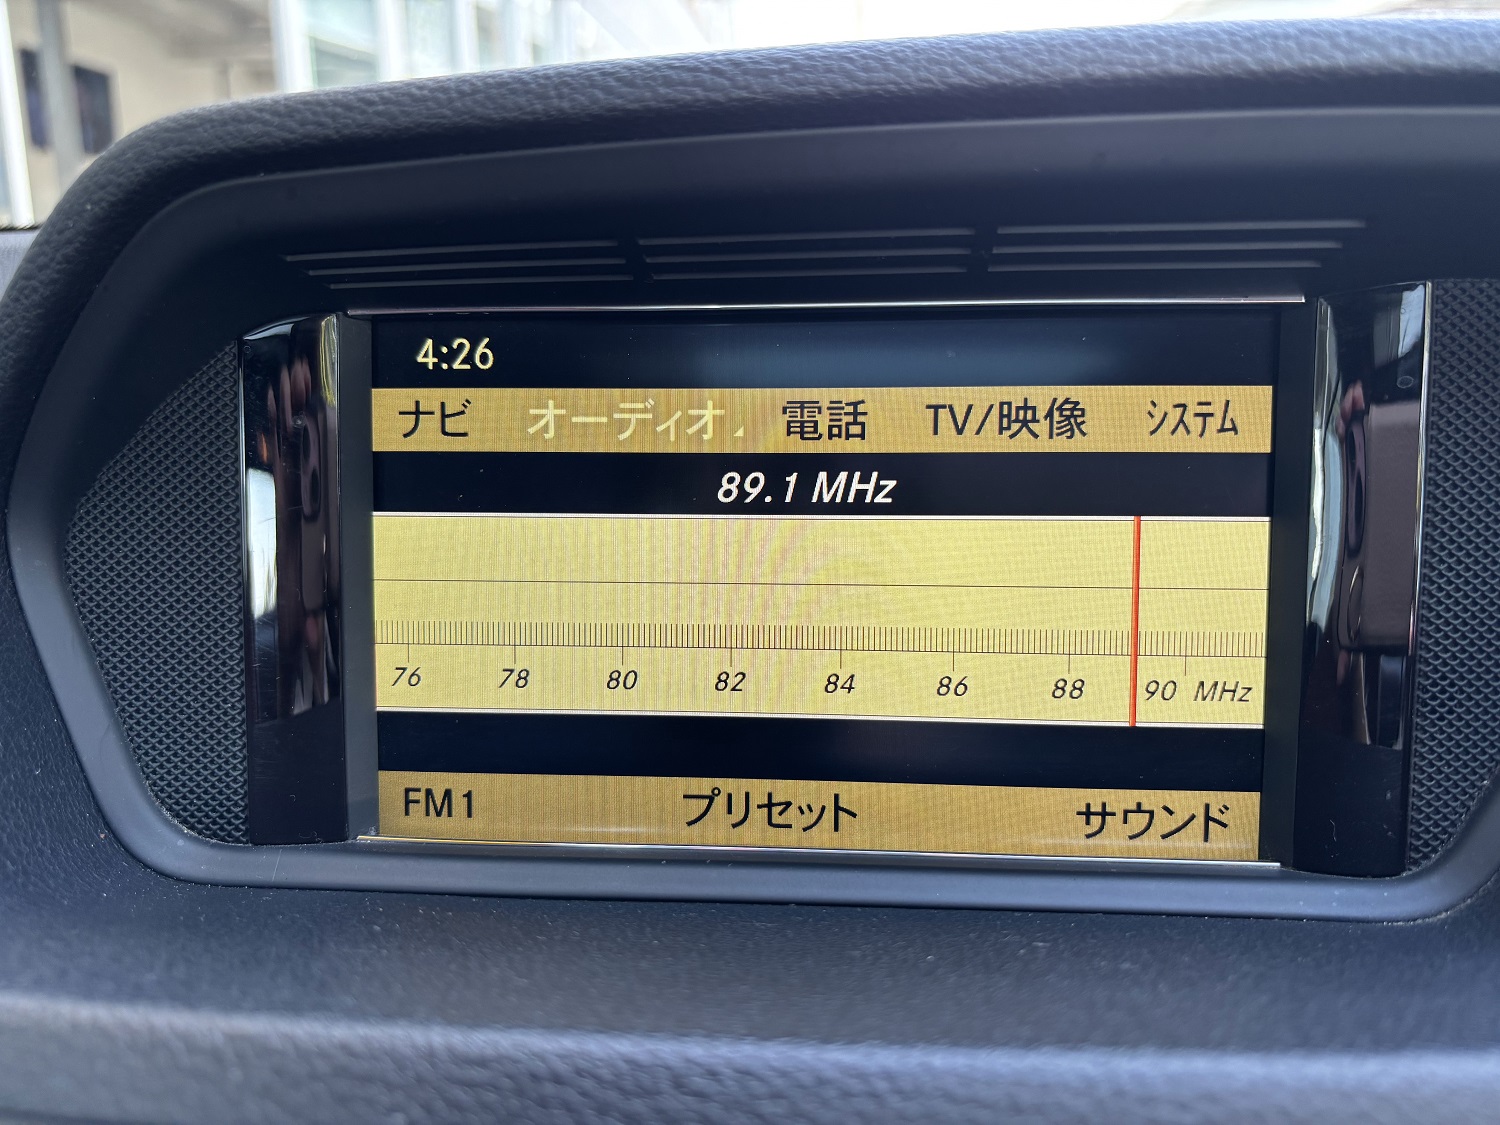 4:26
ナビ オーディオ 電話 TV/映像 システム
89.1 MHz
76 78 80 82 84 86 88 90 MHz
FM1 プリセット サウンド